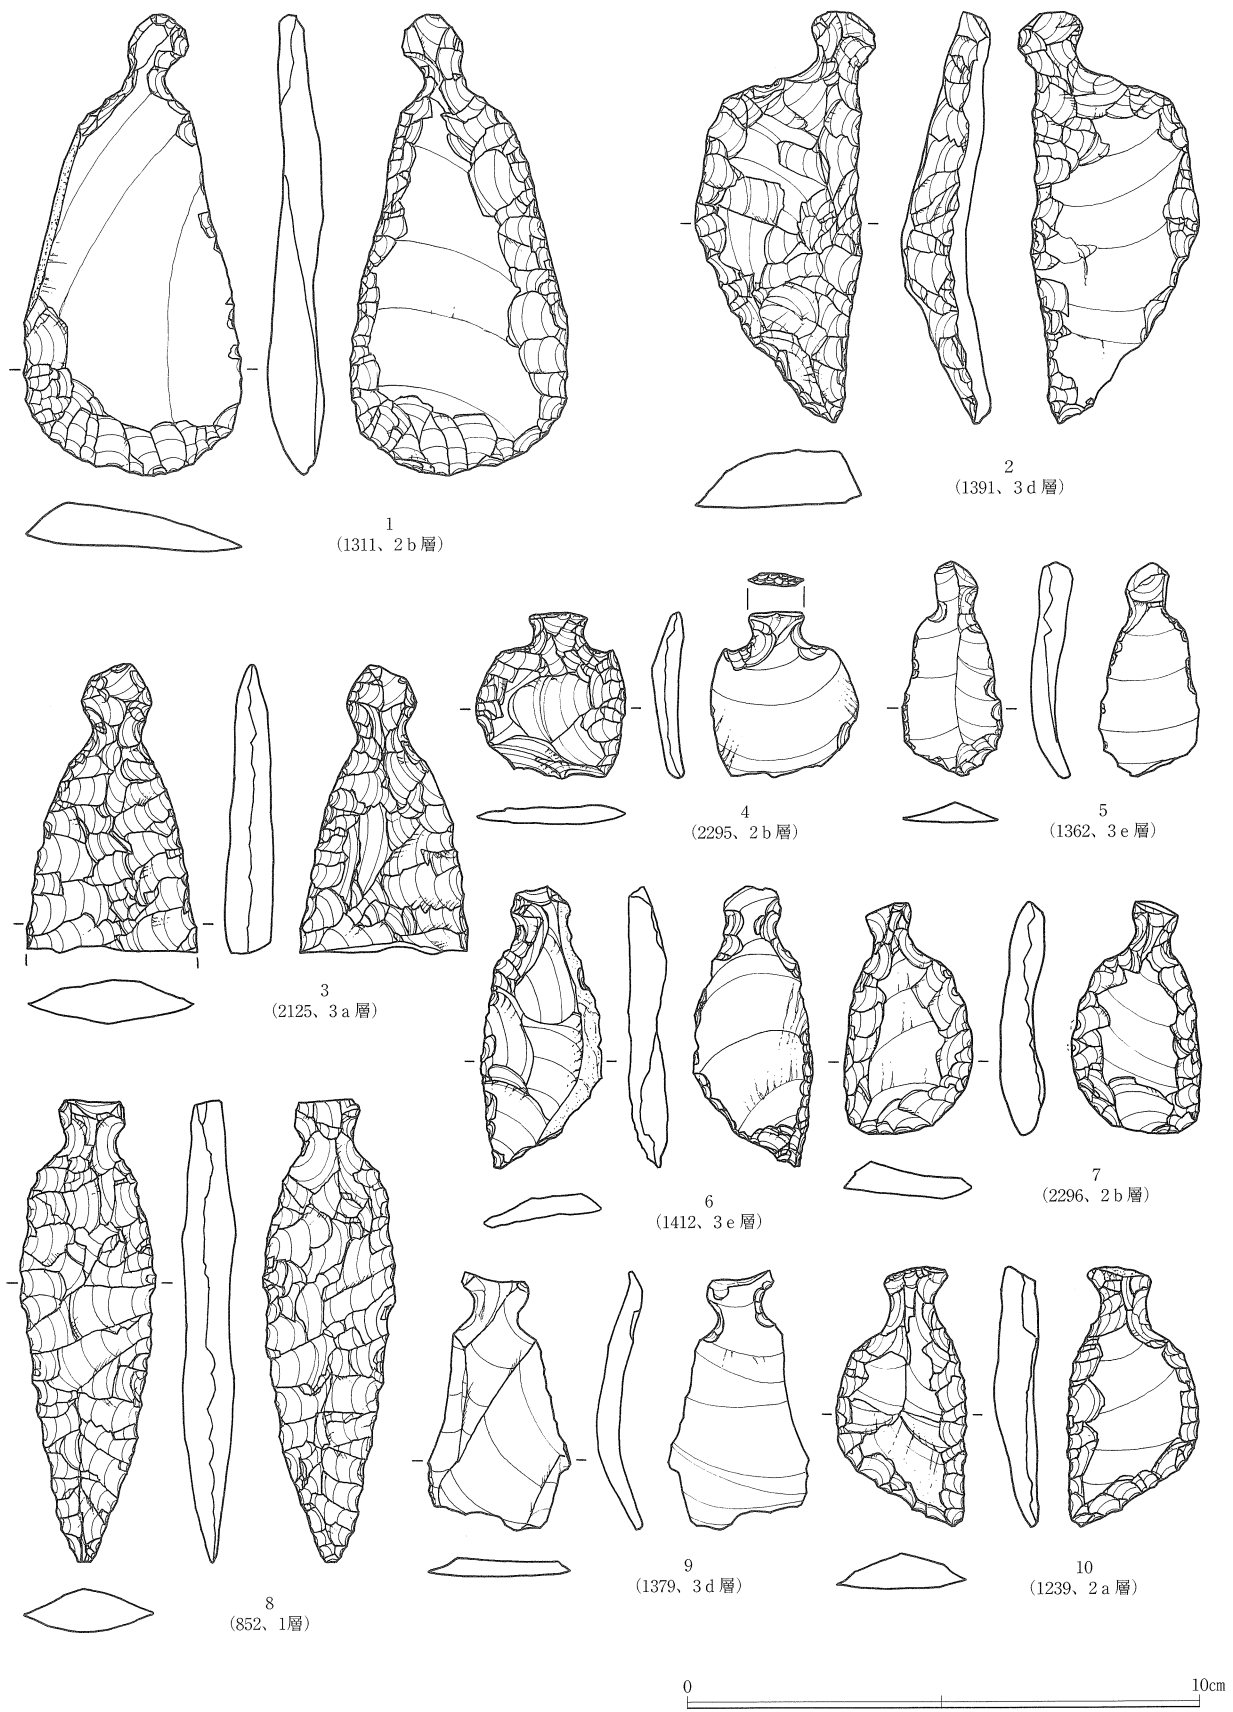 1
(1311、2b層)
2
(1391、3d層)
3
(2125、3a層)
4
(2295、2b層)
5
(1362、3e層)
6
(1412、3e層)
7
(2296、2b層)
8
(852、1層)
9
(1379、3d層)
10
(1239、2a層)
0 10cm